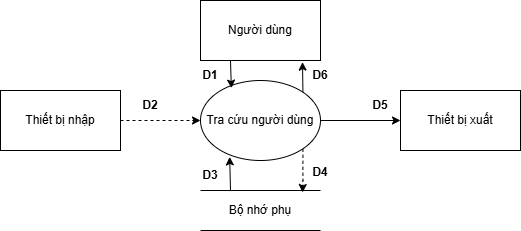 Người dùng
D1
D6
Thiết bị nhập
D2
Tra cứu người dùng
D5
Thiết bị xuất
D3
D4
Bộ nhớ phụ